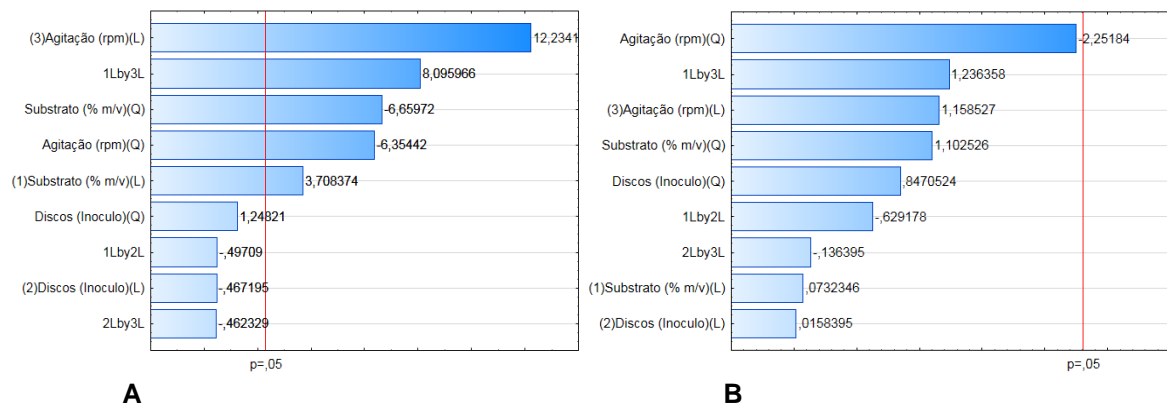 (3)Agitação (rpm)(L)
12,2341
1Lby3L
8,095966
Substrato (% m/v)(Q)
-6,65972
Agitação (rpm)(Q)
-6,35442
(1)Substrato (% m/v)(L)
3,708374
Discos (Inoculo)(Q)
1,24821
1Lby2L
-,49709
(2)Discos (Inoculo)(L)
-,467195
2Lby3L
-,462329
p=,05
A
Agitação (rpm)(Q)
-2,25184
1Lby3L
1,236358
(3)Agitação (rpm)(L)
1,158527
Substrato (% m/v)(Q)
1,102526
Discos (Inoculo)(Q)
,8470524
1Lby2L
-,629178
2Lby3L
-,136395
(1)Substrato (% m/v)(L)
,0732346
(2)Discos (Inoculo)(L)
,0158395
p=,05
B